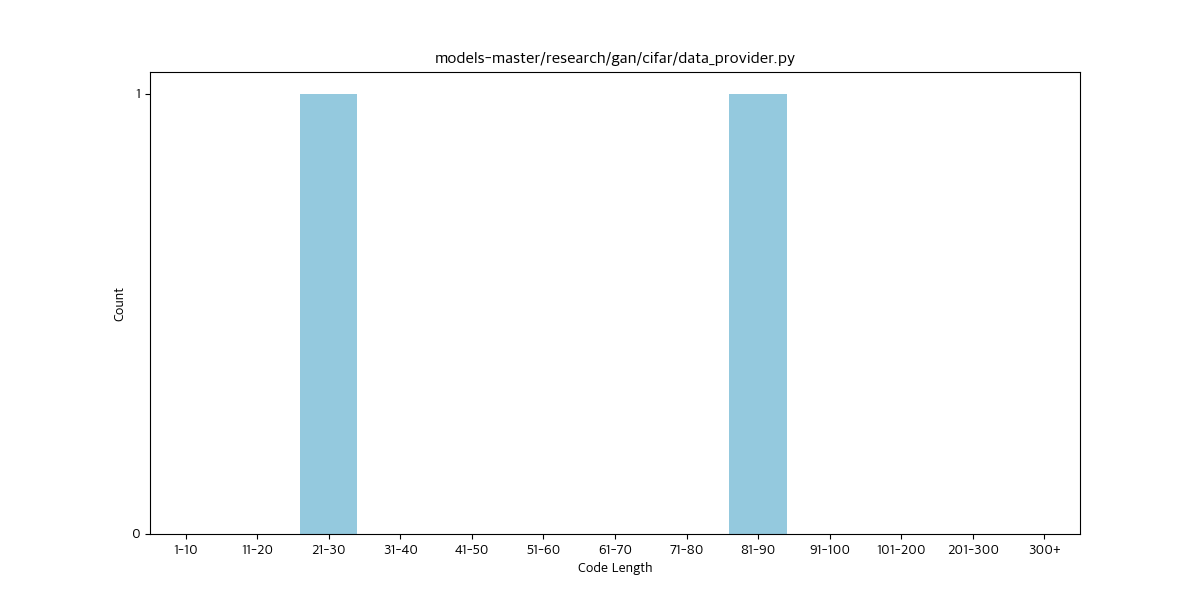 models-master/research/gan/cifar/data_provider.py
1
Count
0
1-10 11-20 21-30 31-40 41-50 51-60 61-70 71-80 81-90 91-100 101-200 201-300 300+
Code Length